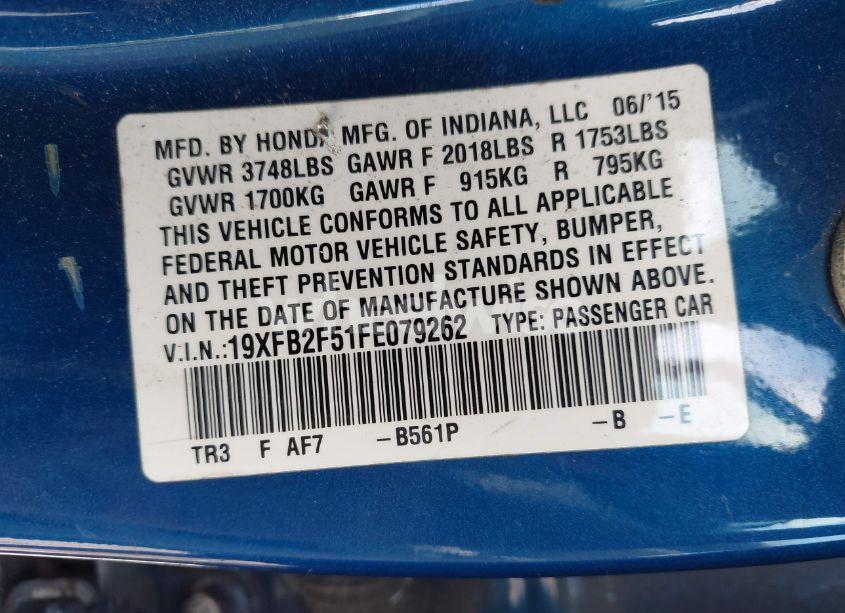 MFD. BY HONDA MFG. OF INDIANA, LLC 06/'15
GVWR 3748LBS GAWR F 2018LBS R 1753LBS
GVWR 1700KG GAWR F 915KG R 795KG
THIS VEHICLE CONFORMS TO ALL APPLICABLE
FEDERAL MOTOR VEHICLE SAFETY, BUMPER,
AND THEFT PREVENTION STANDARDS IN EFFECT
ON THE DATE OF MANUFACTURE SHOWN ABOVE.
V.I.N.:19XFB2F51FE079262 TYPE: PASSENGER CAR
TR3 F AF7 -B561P -B -E